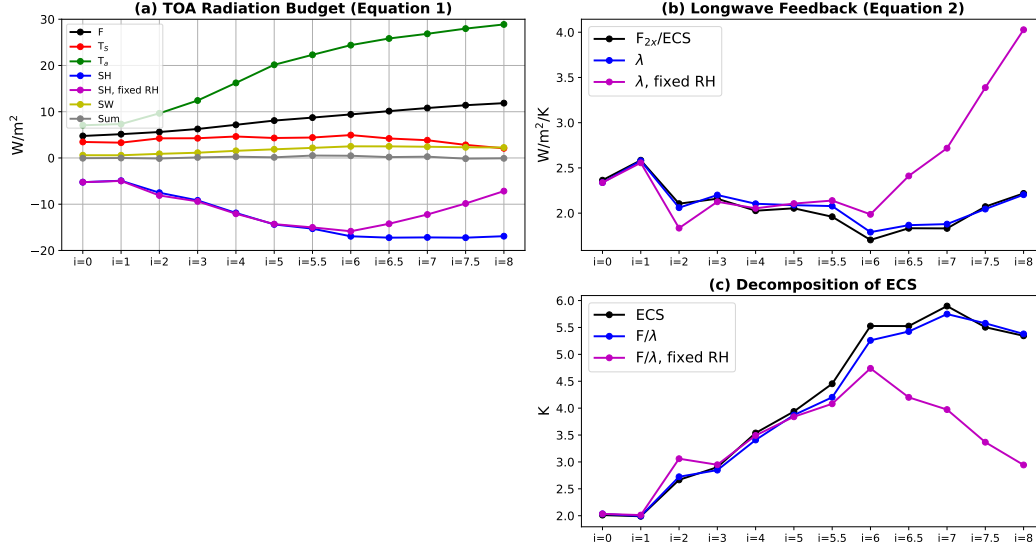 (a) TOA Radiation Budget (Equation 1)
30
20
10
0
−10
−20
W/m²
F
Tₛ
Tₐ
SH
SH, fixed RH
SW
Sum
i=0 i=1 i=2 i=3 i=4 i=5 i=5.5 i=6 i=6.5 i=7 i=7.5 i=8
(b) Longwave Feedback (Equation 2)
4.0
3.5
3.0
2.5
2.0
W/m²/K
F₂ₓ/ECS
λ
λ, fixed RH
i=0 i=1 i=2 i=3 i=4 i=5 i=5.5 i=6 i=6.5 i=7 i=7.5 i=8
(c) Decomposition of ECS
6.0
5.5
5.0
4.5
4.0
3.5
3.0
2.5
2.0
K
ECS
F/λ
F/λ, fixed RH
i=0 i=1 i=2 i=3 i=4 i=5 i=5.5 i=6 i=6.5 i=7 i=7.5 i=8